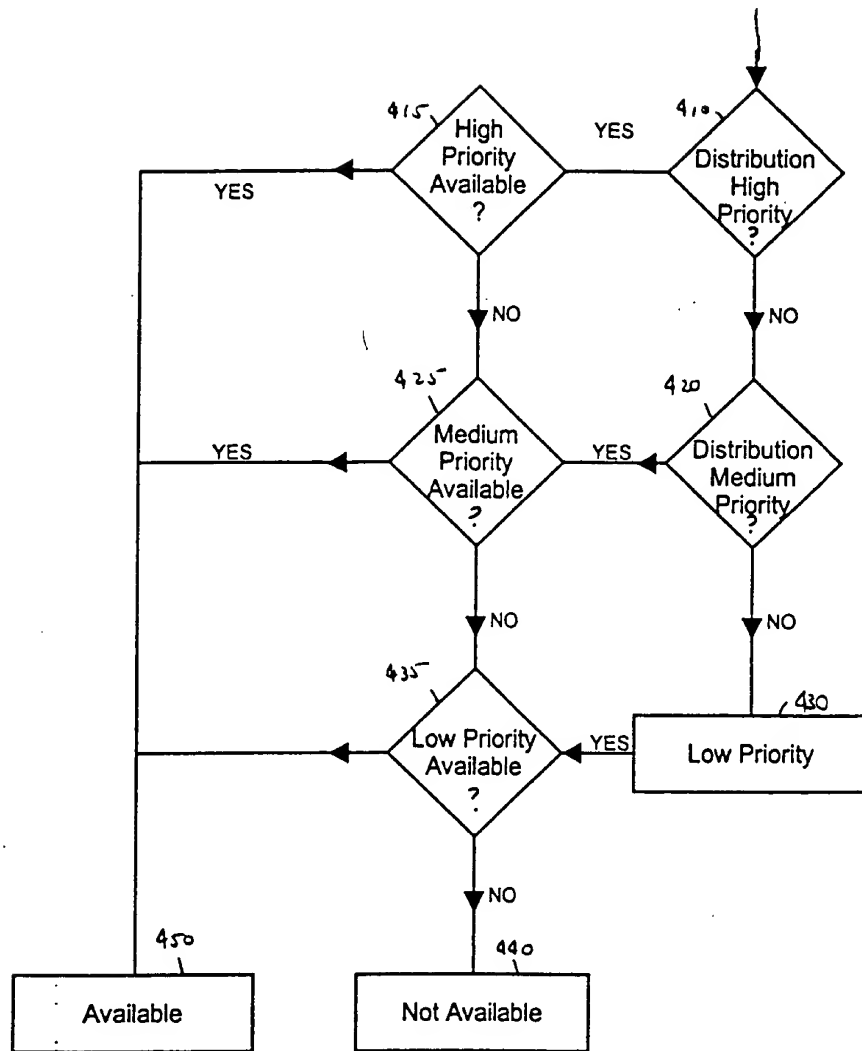 415
High
Priority
Available
?
YES
410
Distribution
High
Priority
?
YES
NO
NO
425
Medium
Priority
Available
?
YES
420
Distribution
Medium
Priority
?
YES
NO
NO
435
Low Priority
Available
?
YES
430
Low Priority
NO
450
Available
440
Not Available